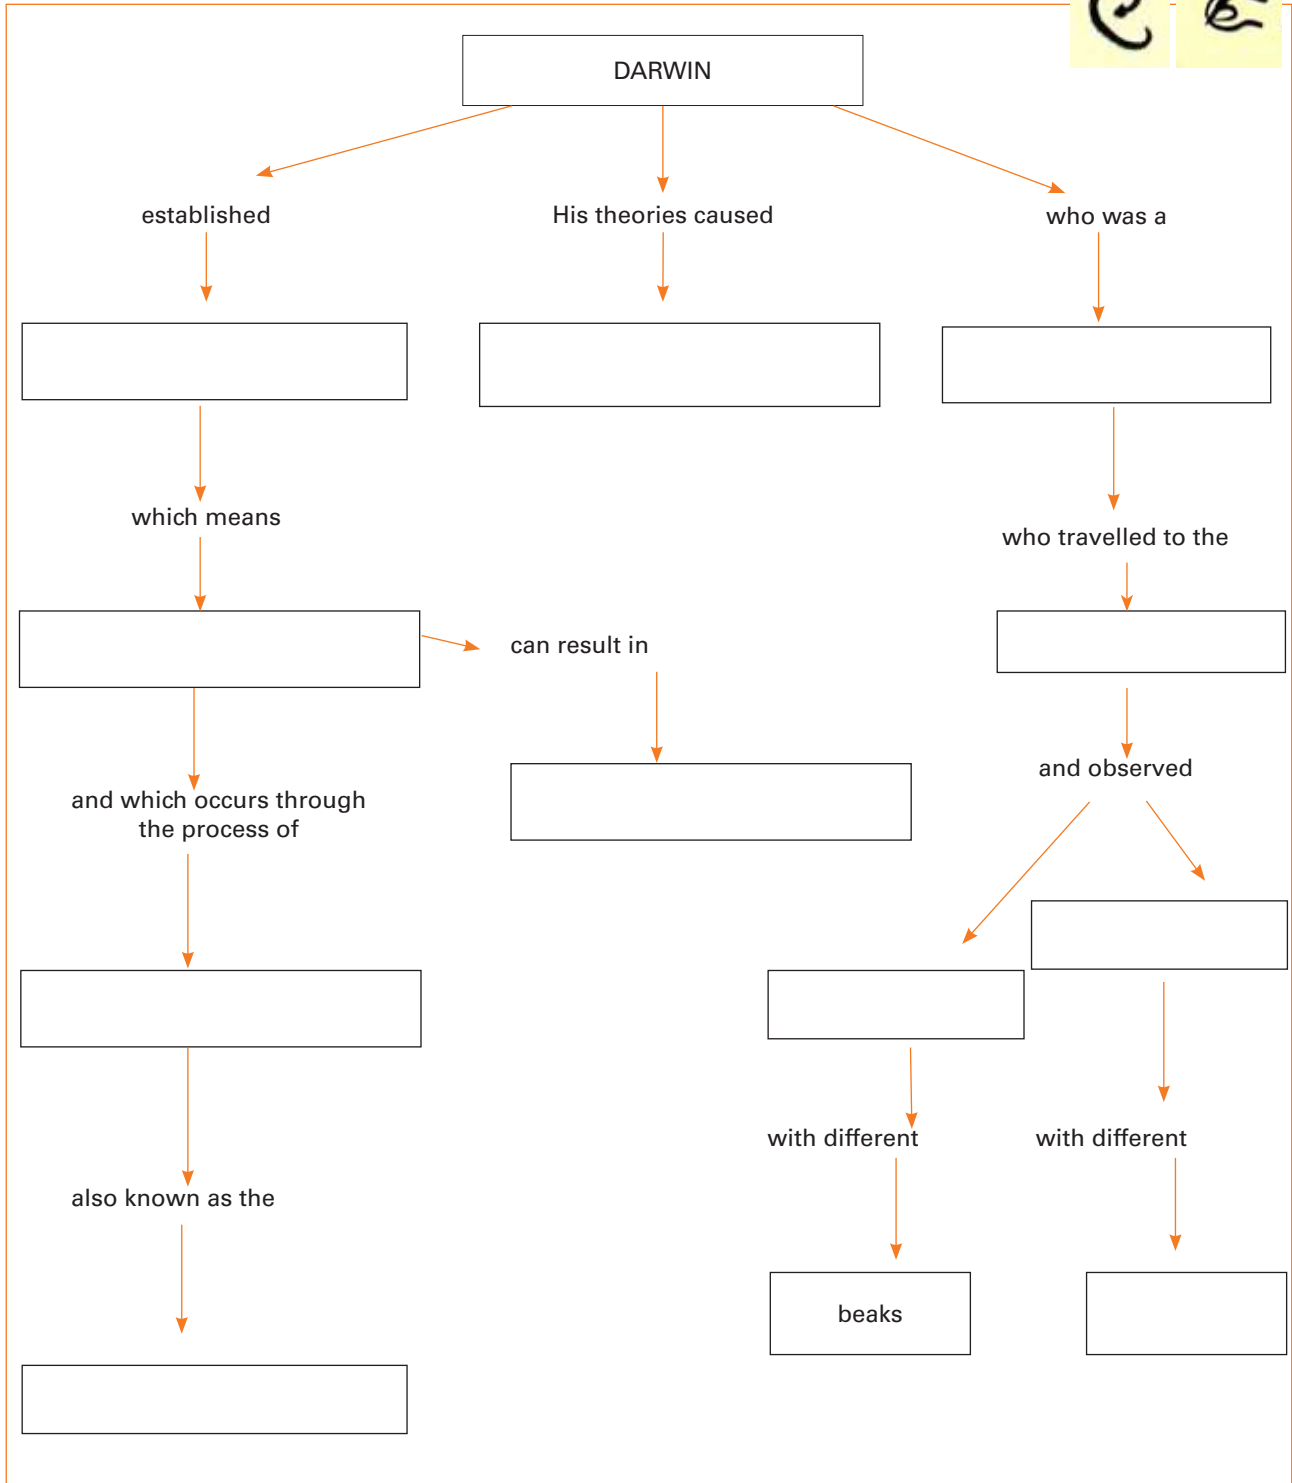 DARWIN
established
His theories caused
who was a
which means
who travelled to the
can result in
and observed
and which occurs through
the process of
with different
with different
also known as the
beaks